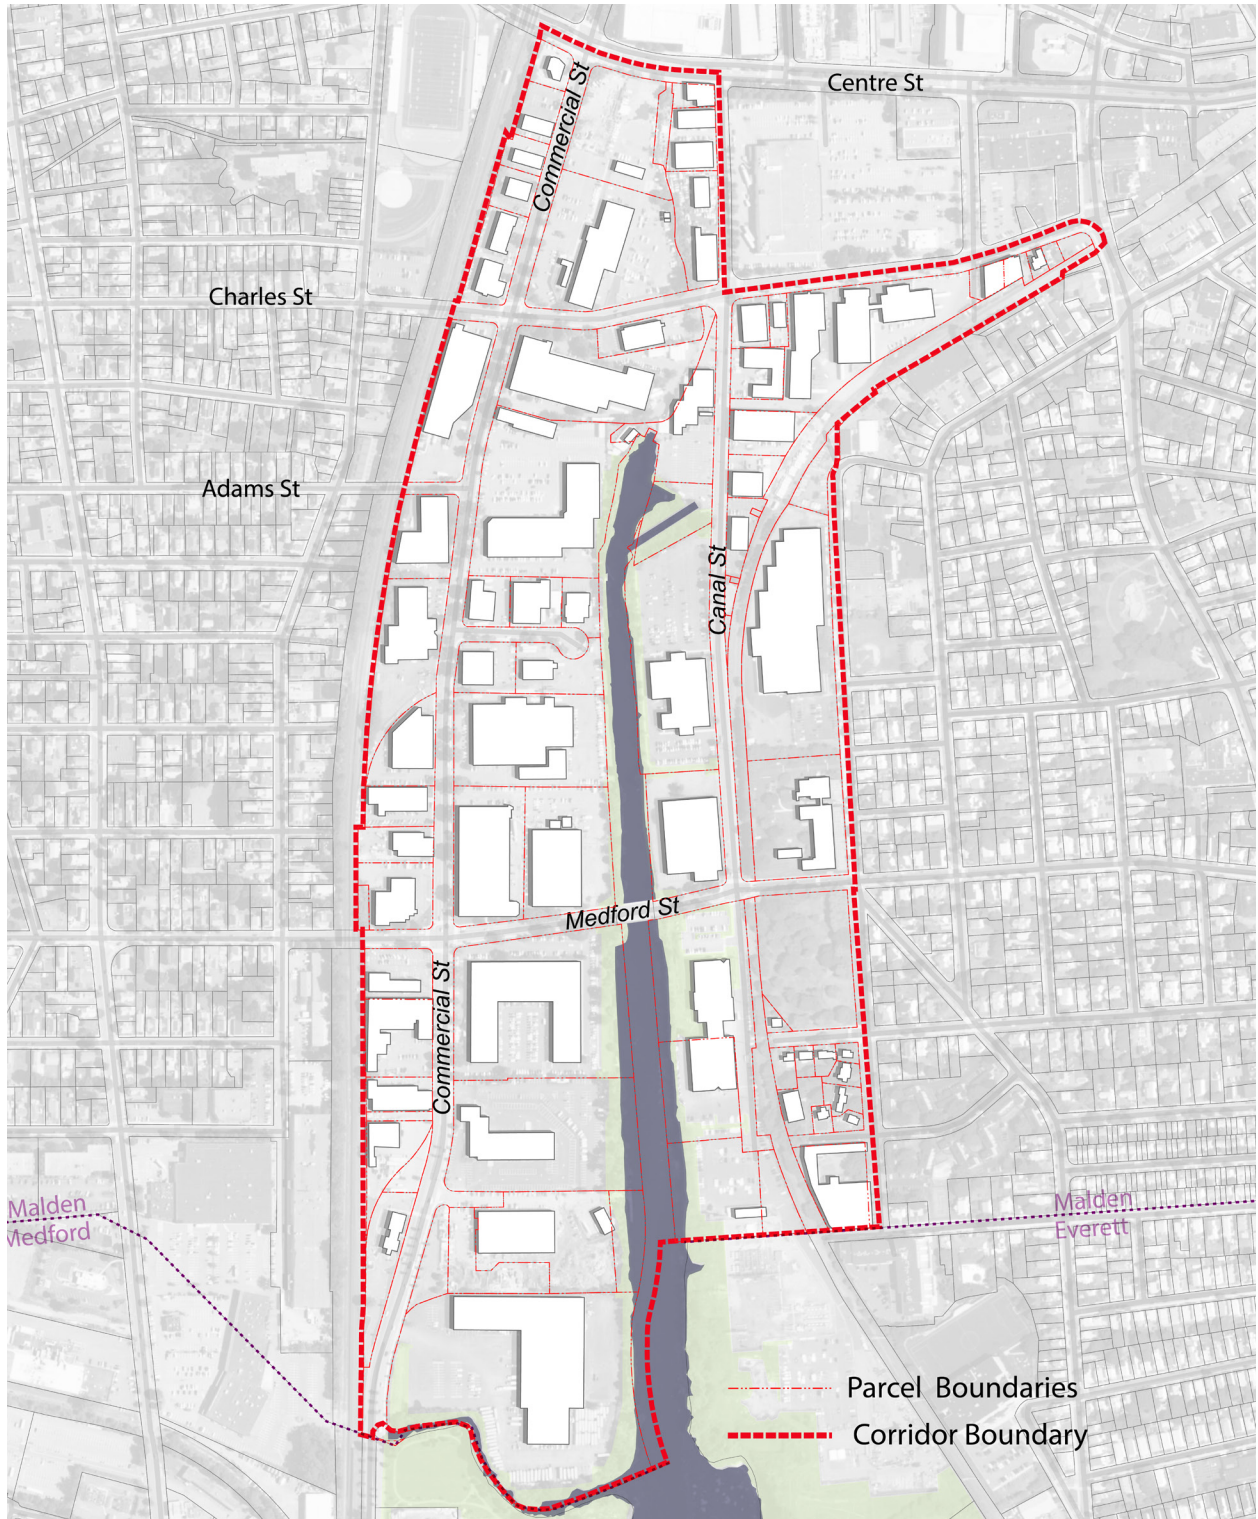 Centre St
Commercial St
Charles St
Adams St
Canal St
Medford St
Commercial St
Malden
Medford
Malden
Everett
Parcel Boundaries
Corridor Boundary